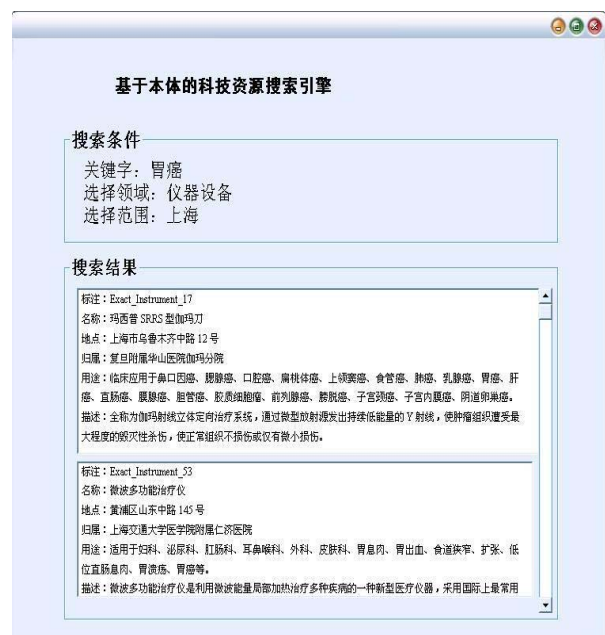 基于本体的科技资源搜索引擎
搜索条件
关键字：胃癌
选择领域：仪器设备
选择范围：上海
搜索结果
标注：Exact_Instrument_17
名称：玛西普 SRRS 型伽玛刀
地点：上海市乌鲁木齐中路 12 号
归属：复旦附属华山医院伽玛分院
用途：临床应用于鼻口因癌、腮腺癌、口腔癌、扁桃体癌、上颌窦癌、食管癌、肺癌、乳腺癌、胃癌、肝
癌、直肠癌、胰腺癌、胆管癌、胶质细胞瘤、前列腺癌、膀胱癌、子宫颈癌、子宫内膜癌、阴道卵巢癌。
描述：全称为伽玛射线立体定向治疗系统，通过微型放射源发出持续低能量的 Y 射线，使肿瘤组织遭受最
大程度的毁灭性杀伤，使正常组织不损伤或仅有微小损伤。
标注：Exact_Instrument_53
名称：微波多功能治疗仪
地点：黄浦区山东中路 145 号
归属：上海交通大学医学院附属仁济医院
用途：适用于妇科、泌尿科、肛肠科、耳鼻喉科、外科、皮肤科、胃息肉、胃出血、食道狭窄、扩张、低
位直肠息肉、胃溃疡、胃癌等。
描述：微波多功能治疗仪是利用微波能量局部加热治疗多种疾病的一种新型医疗仪器，采用国际上最常用